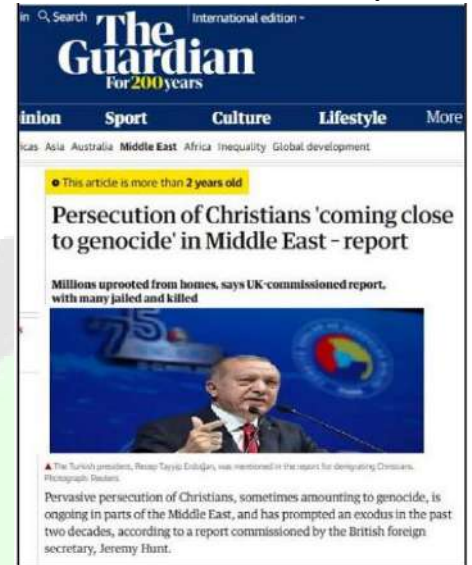 in Search The International edition
Guardian
For 200 years
inion Sport Culture Lifestyle More
icas Asia Australia Middle East Africa Inequality Global development
This article is more than 2 years old
Persecution of Christians 'coming close
to genocide' in Middle East – report
Millions uprooted from homes, says UK-commissioned report,
with many jailed and killed
75
The Turkish president, Recep Tayyip Erdoğan, was mentioned in the report for denigrating Christians.
Photograph: Reuters
Pervasive persecution of Christians, sometimes amounting to genocide, is
ongoing in parts of the Middle East, and has prompted an exodus in the past
two decades, according to a report commissioned by the British foreign
secretary, Jeremy Hunt.